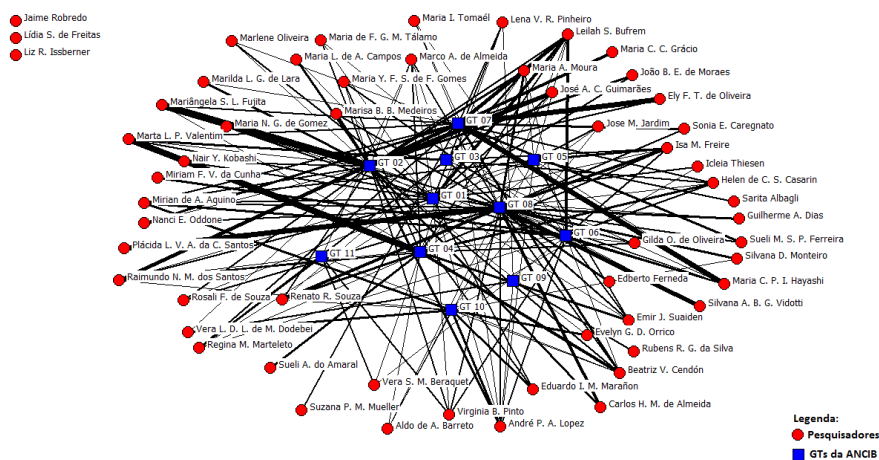 Jaime Robredo
Lídia S. de Freitas
Liz R. Issberner
Maria I. Tomaél
Lena V. R. Pinheiro
Leilah S. Bufrem
Marlene Oliveira
Maria de F. G. M. Tálamo
Maria C. C. Grácio
Maria L. de A. Campos
Marco A. de Almeida
Maria A. Moura
João B. E. de Moraes
Marilda L. G. de Lara
Maria Y. F. S. de F. Gomes
José A. C. Guimarães
Ely F. T. de Oliveira
Mariângela S. L. Fujita
Marisa B. B. Medeiros
Maria N. G. de Gomez
GT 07
Jose M. Jardim
Sonia E. Caregnato
Marta L. P. Valentim
Isa M. Freire
Nair Y. Kobashi
GT 02
GT 03
GT 05
Icleia Thiesen
Miriam F. V. da Cunha
Helen de C. S. Casarin
Mirian de A. Aquino
GT 01
GT 08
Sarita Albagli
Nanci E. Oddone
Guilherme A. Dias
Plácida L. V. A. da C. Santos
GT 04
GT 06
Gilda O. de Oliveira
Sueli M. S. P. Ferreira
GT 11
Silvana D. Monteiro
Raimundo N. M. dos Santos
GT 09
Edberto Ferneda
Maria C. P. I. Hayashi
Rosali F. de Souza
Renato R. Souza
GT 10
Silvana A. B. G. Vidotti
Emir J. Suaiden
Vera L. D. L. de M. Dodebei
Evelyn G. D. Orrico
Regina M. Marteleto
Rubens R. G. da Silva
Sueli A. do Amaral
Beatriz V. Cendón
Vera S. M. Beraquet
Eduardo I. M. Marañon
Suzana P. M. Mueller
Virginia B. Pinto
Carlos H. M. de Almeida
Aldo de A. Barreto
André P. A. Lopez
Legenda:
Pesquisadores
GTs da ANCIB